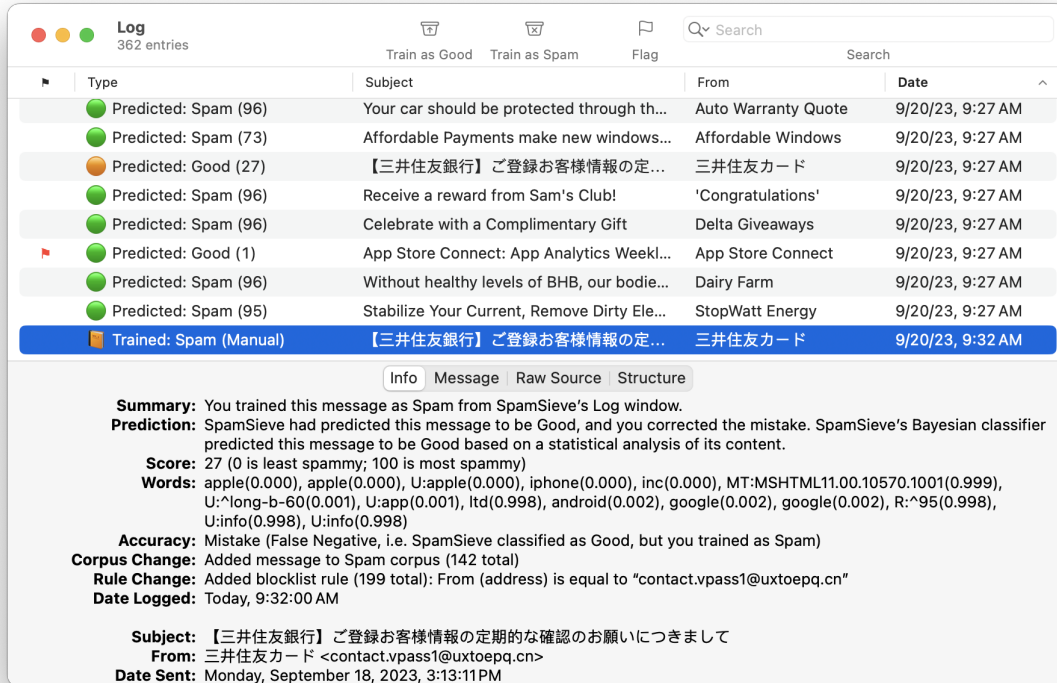 Log
362 entries
Train as Good
Train as Spam
Flag
Search
Search
Type Subject From Date
Predicted: Spam (96) Your car should be protected through th... Auto Warranty Quote 9/20/23, 9:27 AM
Predicted: Spam (73) Affordable Payments make new windows... Affordable Windows 9/20/23, 9:27 AM
Predicted: Good (27) 【三井住友銀行】ご登録お客様情報の定... 三井住友カード 9/20/23, 9:27 AM
Predicted: Spam (96) Receive a reward from Sam's Club! 'Congratulations' 9/20/23, 9:27 AM
Predicted: Spam (96) Celebrate with a Complimentary Gift Delta Giveaways 9/20/23, 9:27 AM
Predicted: Good (1) App Store Connect: App Analytics Weekl... App Store Connect 9/20/23, 9:27 AM
Predicted: Spam (96) Without healthy levels of BHB, our bodie... Dairy Farm 9/20/23, 9:27 AM
Predicted: Spam (95) Stabilize Your Current, Remove Dirty Ele... StopWatt Energy 9/20/23, 9:27 AM
Trained: Spam (Manual) 【三井住友銀行】ご登録お客様情報の定... 三井住友カード 9/20/23, 9:32 AM
Info Message Raw Source Structure
Summary: You trained this message as Spam from SpamSieve’s Log window.
Prediction: SpamSieve had predicted this message to be Good, and you corrected the mistake. SpamSieve’s Bayesian classifier
predicted this message to be Good based on a statistical analysis of its content.
Score: 27 (0 is least spammy; 100 is most spammy)
Words: apple(0.000), apple(0.000), U:apple(0.000), iphone(0.000), inc(0.000), MT:MSHTML11.00.10570.1001(0.999),
U:^long-b-60(0.001), U:app(0.001), ltd(0.998), android(0.002), google(0.002), google(0.002), R:^95(0.998),
U:info(0.998), U:info(0.998)
Accuracy: Mistake (False Negative, i.e. SpamSieve classified as Good, but you trained as Spam)
Corpus Change: Added message to Spam corpus (142 total)
Rule Change: Added blocklist rule (199 total): From (address) is equal to “contact.vpass1@uxtoepq.cn”
Date Logged: Today, 9:32:00 AM
Subject: 【三井住友銀行】ご登録お客様情報の定期的な確認のお願いにつきまして
From: 三井住友カード <contact.vpass1@uxtoepq.cn>
Date Sent: Monday, September 18, 2023, 3:13:11 PM